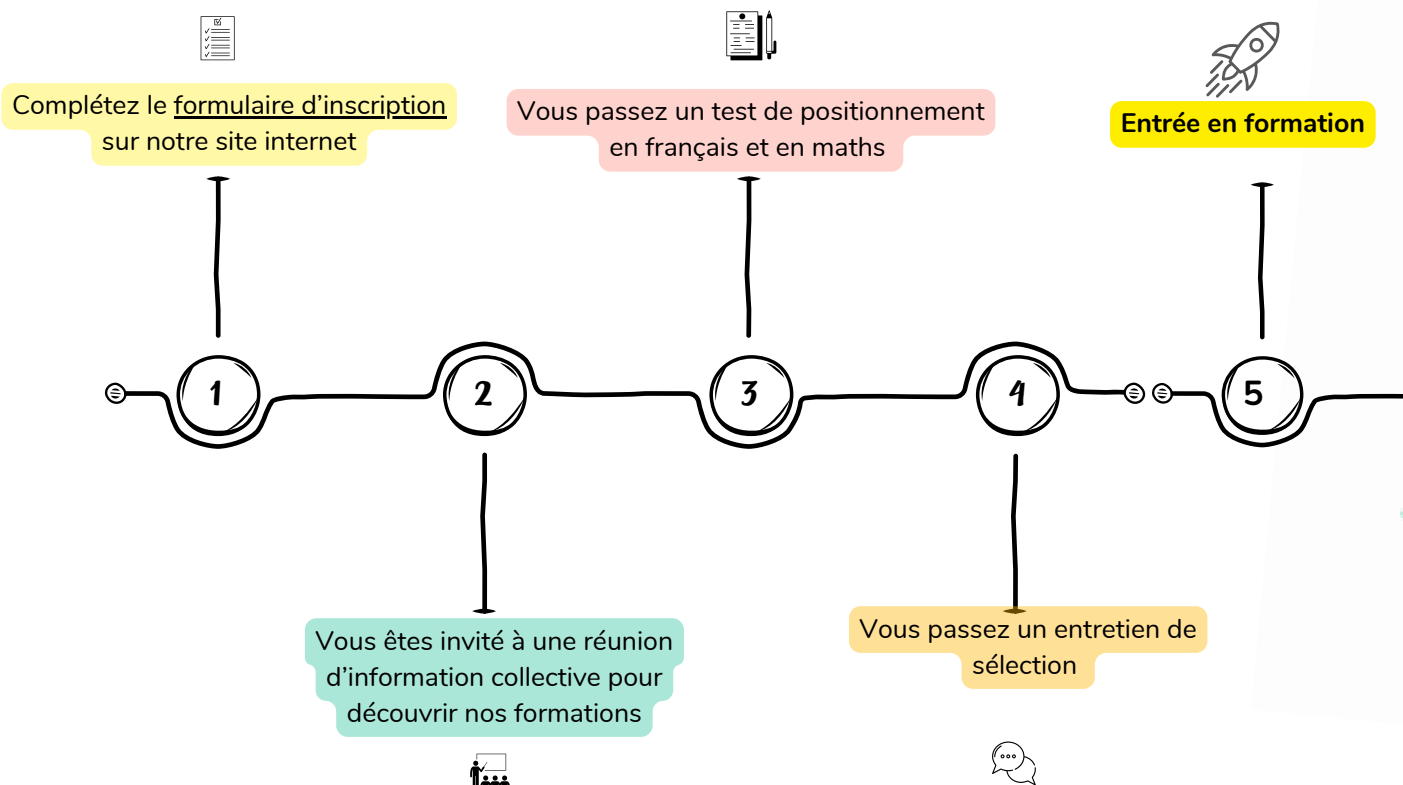 Complétez le formulaire d’inscription
sur notre site internet
Vous passez un test de positionnement
en français et en maths
Entrée en formation
1
2
3
4
5
Vous êtes invité à une réunion
d’information collective pour
découvrir nos formations
Vous passez un entretien de
sélection